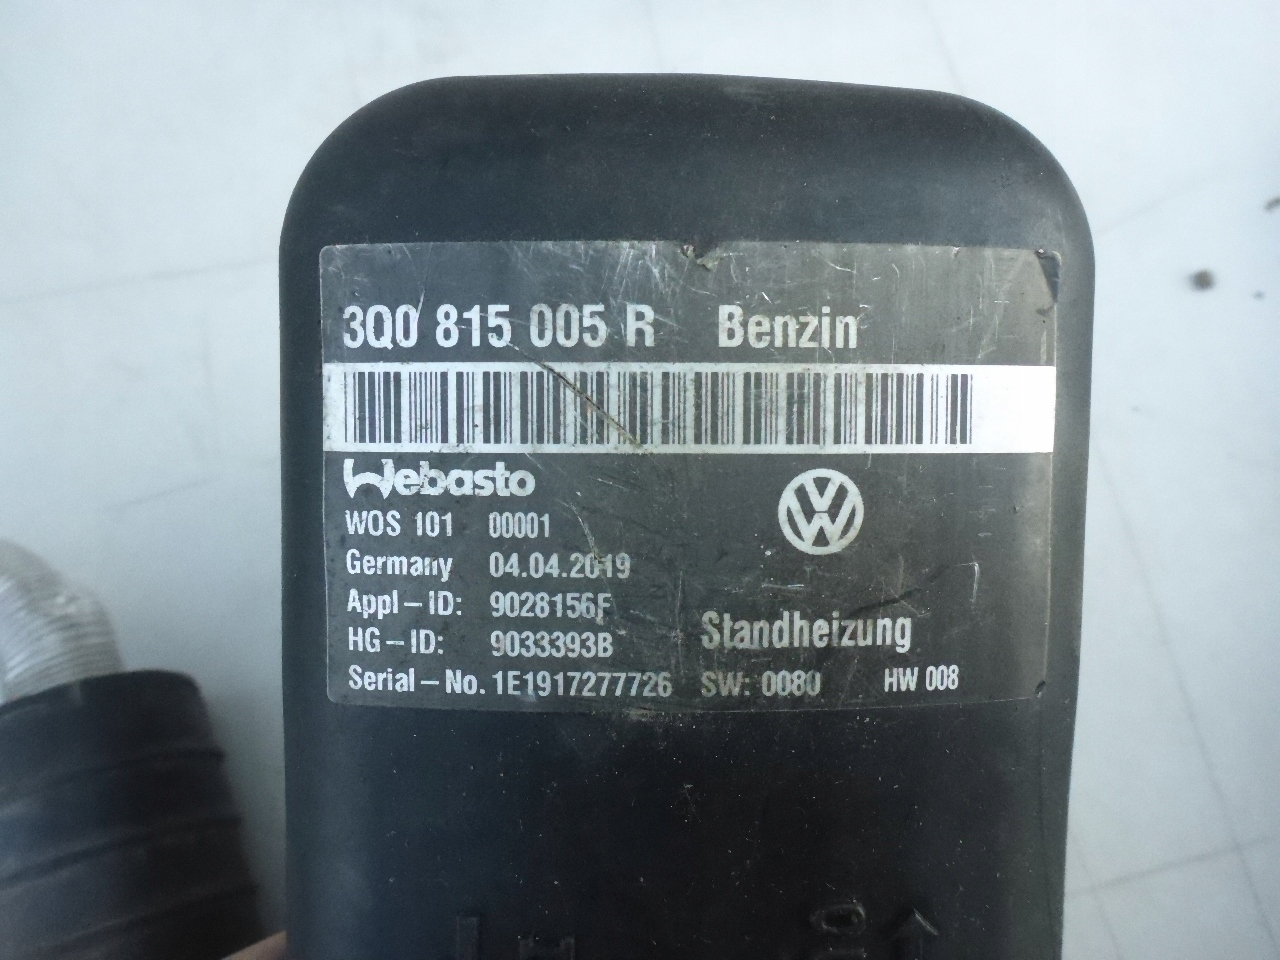 3Q0 815 005 R Benzin
Webasto
WOS 101 00001
Germany 04.04.2019
Appl-ID: 9028156F
HG-ID: 9033393B
Standheizung
Serial-No. 1E1917277726 SW: 0080 HW 008